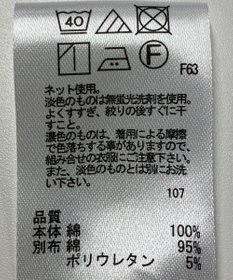 40
F
F63
ネット使用。
淡色のものは無蛍光洗剤を使用。
よくすすぎ、絞りの後すぐに干
すこと。
濃色のものは、着用による摩擦
で色落ちする事がありますので、
組み合せの衣服にご注意下さい。
また、淡色のものとは別にお洗
い下さい。
107
品質
本体 綿 100%
別布 綿 95%
ポリウレタン 5%